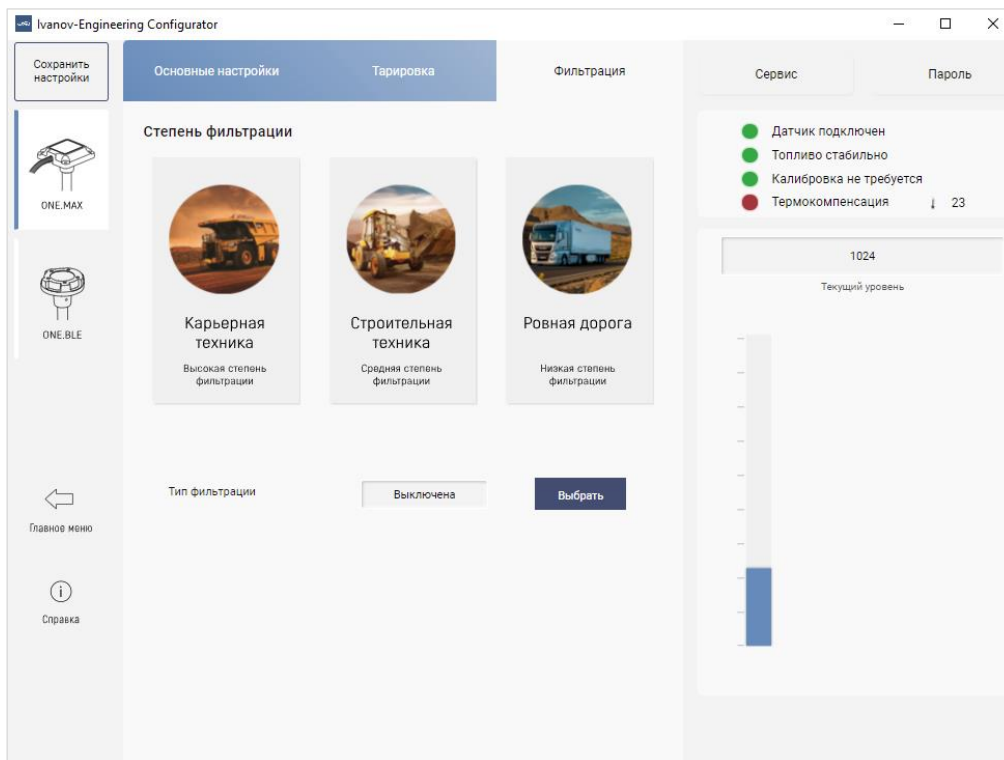 Ivanov-Engineering Configurator
Сохранить
настройки
Основные настройки
Тарировка
Фильтрация
Сервис
Пароль
ONE.MAX
ONE.BLE
Главное меню
Справка
Степень фильтрации
Карьерная
техника
Высокая степень
фильтрации
Строительная
техника
Средняя степень
фильтрации
Ровная дорога
Низкая степень
фильтрации
Тип фильтрации
Выключена
Выбрать
Датчик подключен
Топливо стабильно
Калибровка не требуется
Термокомпенсация ↓ 23
1024
Текущий уровень